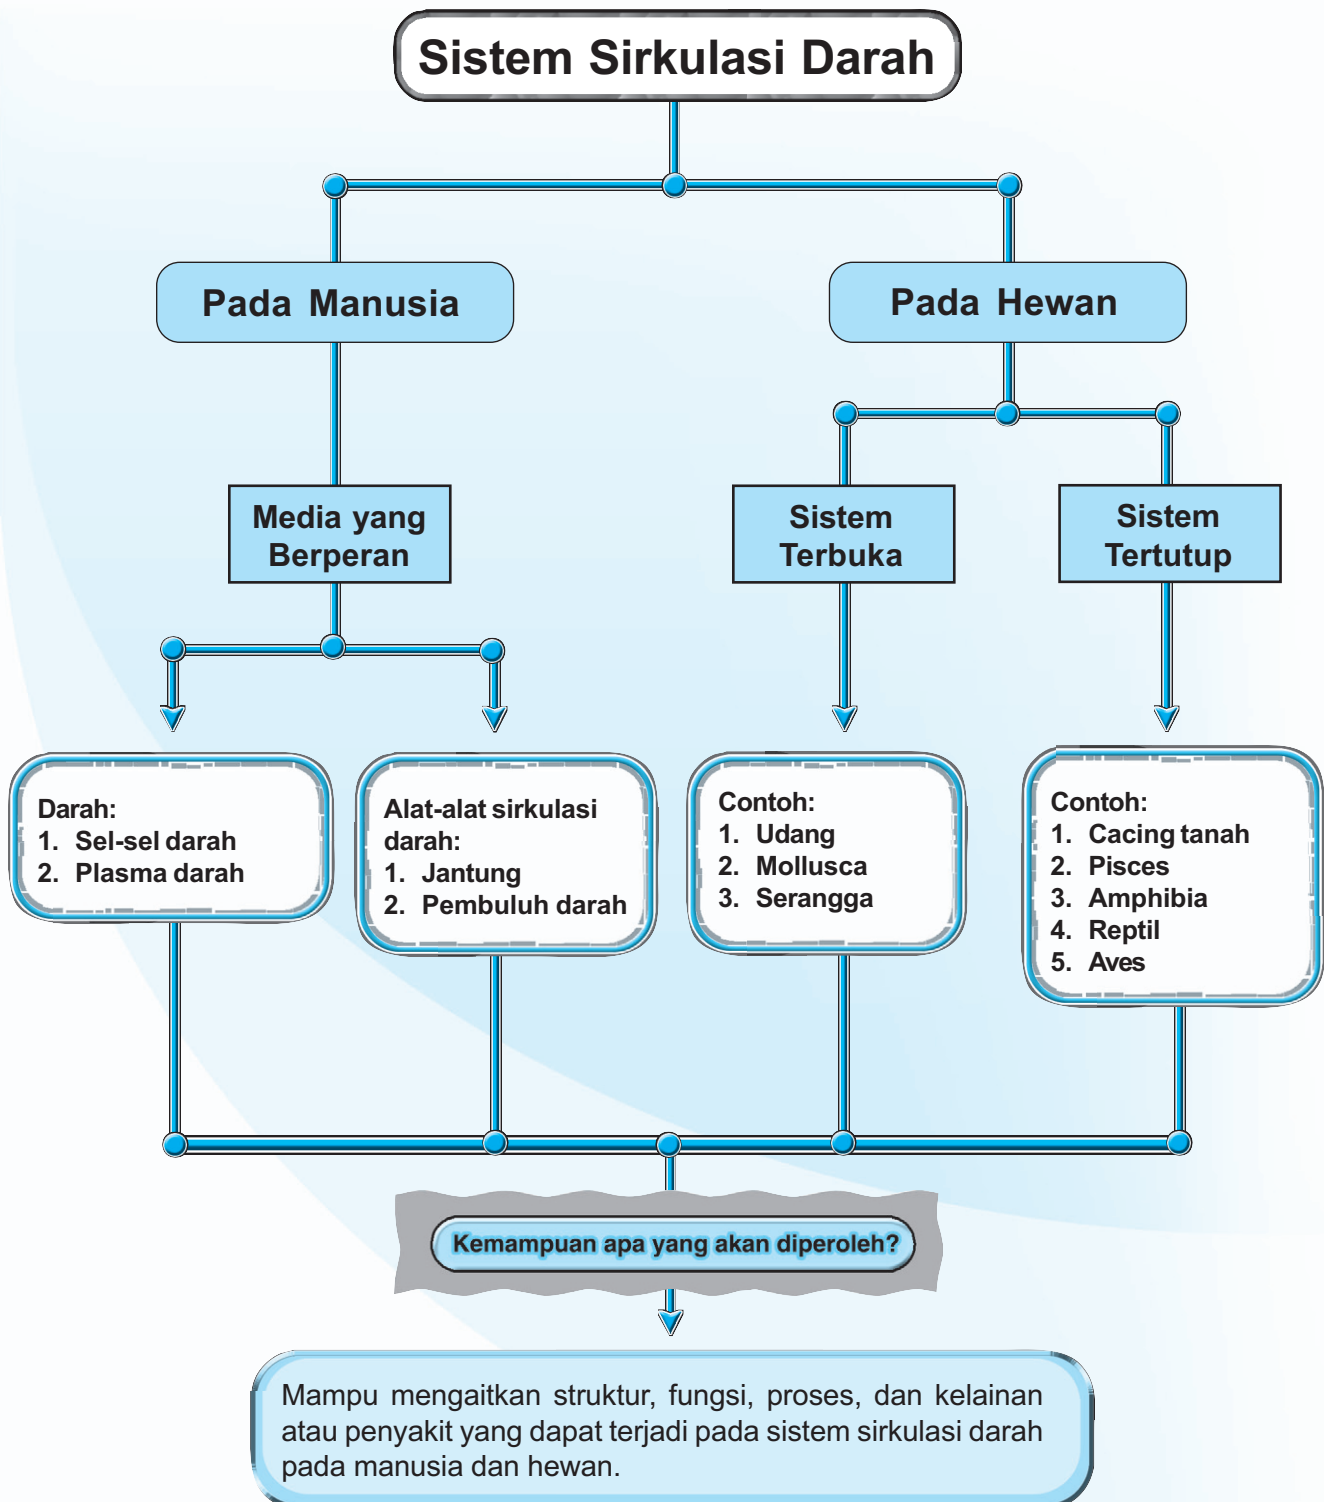 Sistem Sirkulasi Darah
Pada Manusia
Pada Hewan
Media yang
Berperan
Sistem
Terbuka
Sistem
Tertutup
Darah:
1. Sel-sel darah
2. Plasma darah
Alat-alat sirkulasi
darah:
1. Jantung
2. Pembuluh darah
Contoh:
1. Udang
2. Mollusca
3. Serangga
Contoh:
1. Cacing tanah
2. Pisces
3. Amphibia
4. Reptil
5. Aves
Kemampuan apa yang akan diperoleh?
Mampu mengaitkan struktur, fungsi, proses, dan kelainan
atau penyakit yang dapat terjadi pada sistem sirkulasi darah
pada manusia dan hewan.